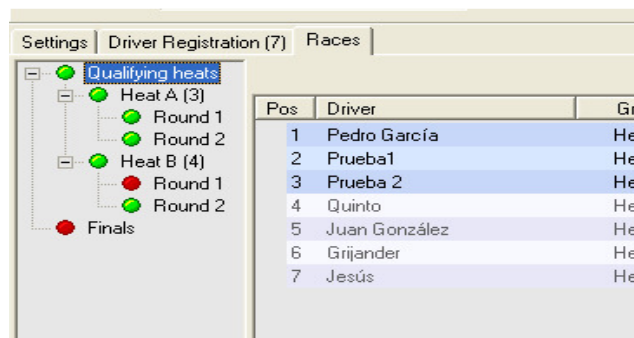 Settings Driver Registration (7) Races
Qualifying heats
Heat A (3)
Round 1
Round 2
Heat B (4)
Round 1
Round 2
Finals
Pos Driver
1 Pedro García
2 Prueba1
3 Prueba 2
4 Quinto
5 Juan González
6 Grijander
7 Jesús